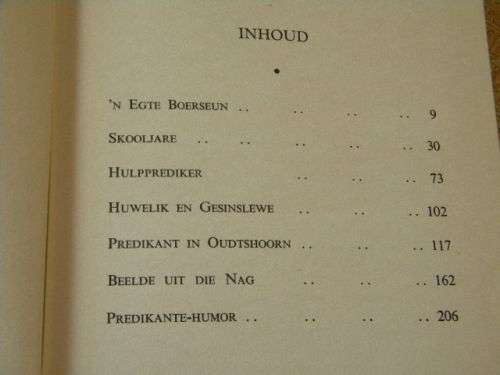 INHOUD
•
'N EGTE BOERSEUN .. .. .. .. 9
SKOOLJARE .. .. .. .. 30
HULPPREDIKER .. .. .. 73
HUWELIK EN GESINSLEWE .. .. .. 102
PREDIKANT IN OUDTSHOORN .. .. .. 117
BEELDE UIT DIE NAG .. .. .. 162
PREDIKANTE-HUMOR .. .. .. .. 206